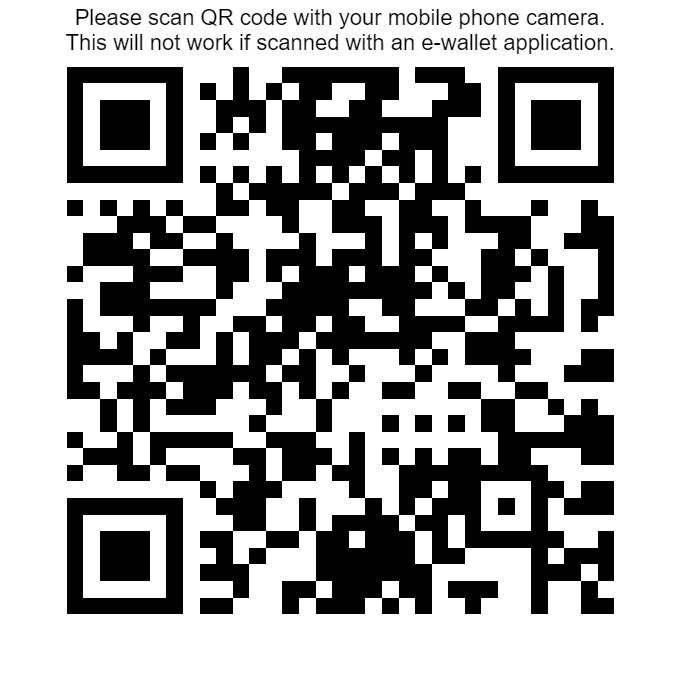 Please scan QR code with your mobile phone camera.
This will not work if scanned with an e-wallet application.